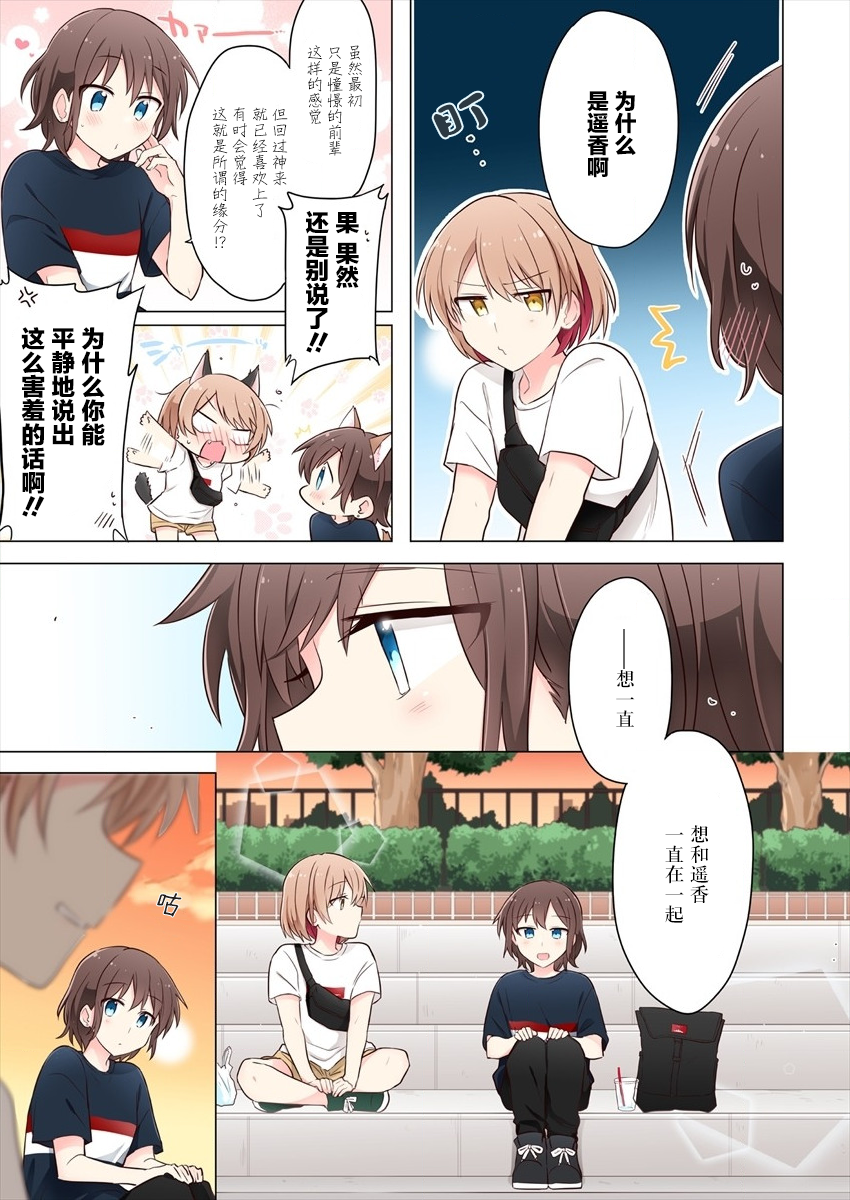 为什么
是遥香啊
盯…
虽然最初
只是憧憬的前辈
这样的感觉
但回过神来
就已经喜欢上了
有时会觉得
这就是所谓的缘分!?
カアーー
果 果然
还是别说了!!
为什么你能
平静地说出
这么害羞的话啊!!
——想一直
想和遥香
一直在一起
咕